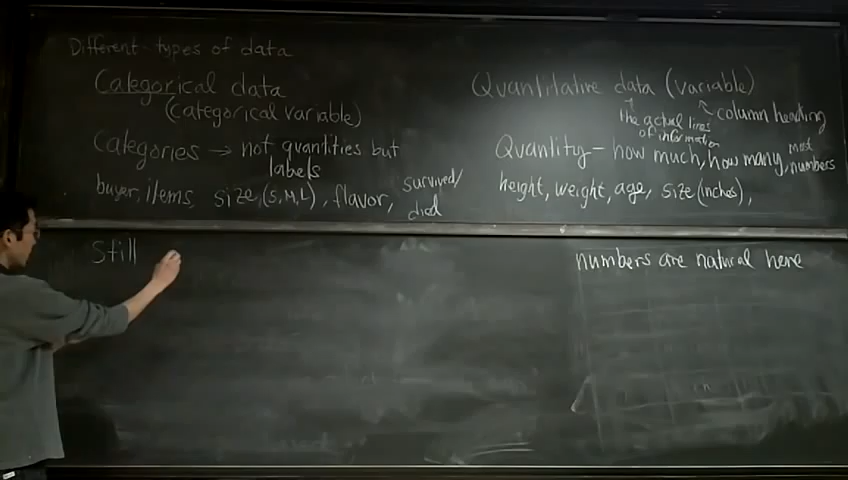 Different types of data
Categorical data
(categorical variable)
Categories → not quantities but
labels
buyer, items, size, (S, M, L), flavor, survived/
died
Quantitative data (variable)
the actual lines
of information
column heading
Quantity – how much, how many, most
numbers
height, weight, age, size (inches),
Still
numbers are natural here